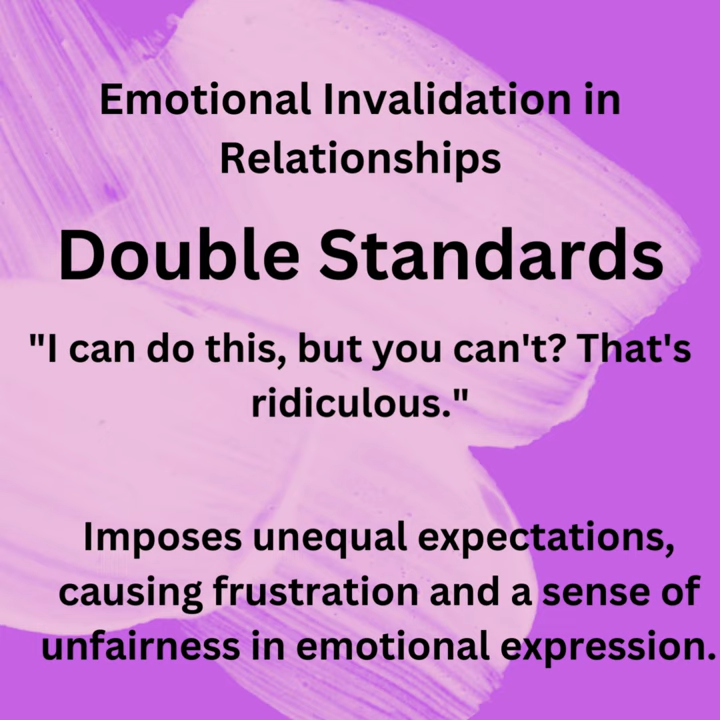 Emotional Invalidation in
Relationships
Double Standards
"I can do this, but you can't? That's
ridiculous."
Imposes unequal expectations,
causing frustration and a sense of
unfairness in emotional expression.